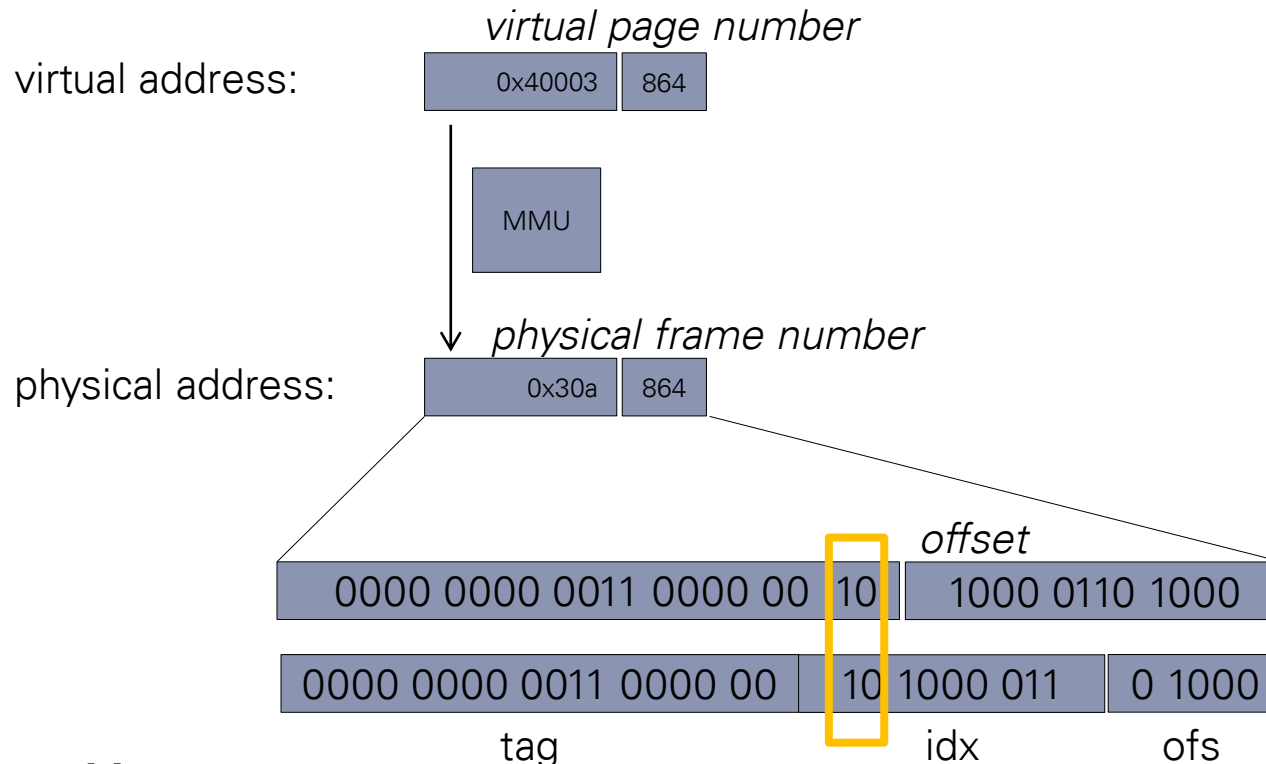 virtual page number
virtual address:
0x40003 864
MMU
physical frame number
physical address:
0x30a 864
offset
0000 0000 0011 0000 00 10 1000 0110 1000
0000 0000 0011 0000 00 10 1000 011 0 1000
tag idx ofs